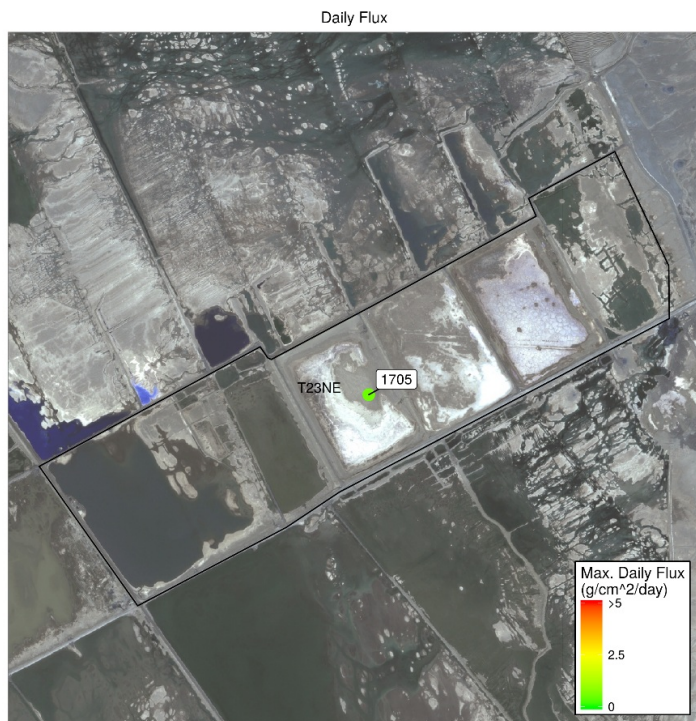 Daily Flux
1705
T23NE
Max. Daily Flux
(g/cm^2/day)
>5
2.5
0